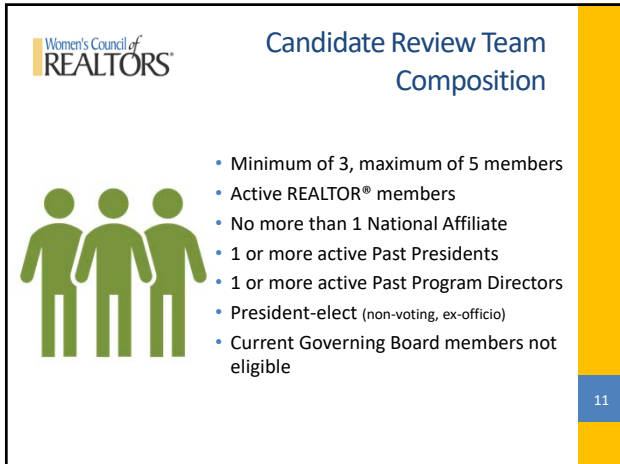 Women's Council of
REALTORS®
Candidate Review Team
Composition
• Minimum of 3, maximum of 5 members
• Active REALTOR® members
• No more than 1 National Affiliate
• 1 or more active Past Presidents
• 1 or more active Past Program Directors
• President-elect (non-voting, ex-officio)
• Current Governing Board members not
eligible
11